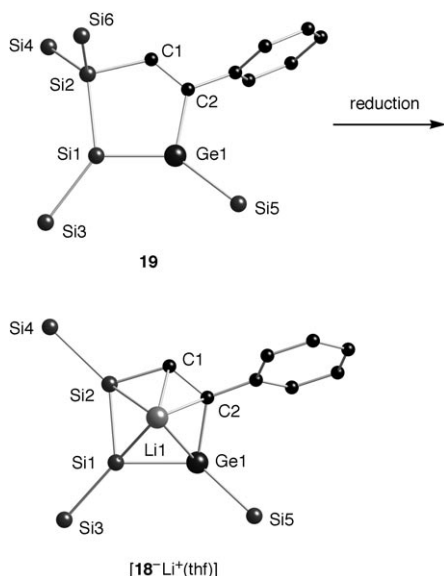 Si6
Si4
C1
Si2
C2
reduction
Si1
Ge1
Si5
Si3
19
Si4
C1
Si2
C2
Li1
Si1
Ge1
Si3
Si5
[18⁻Li⁺(thf)]